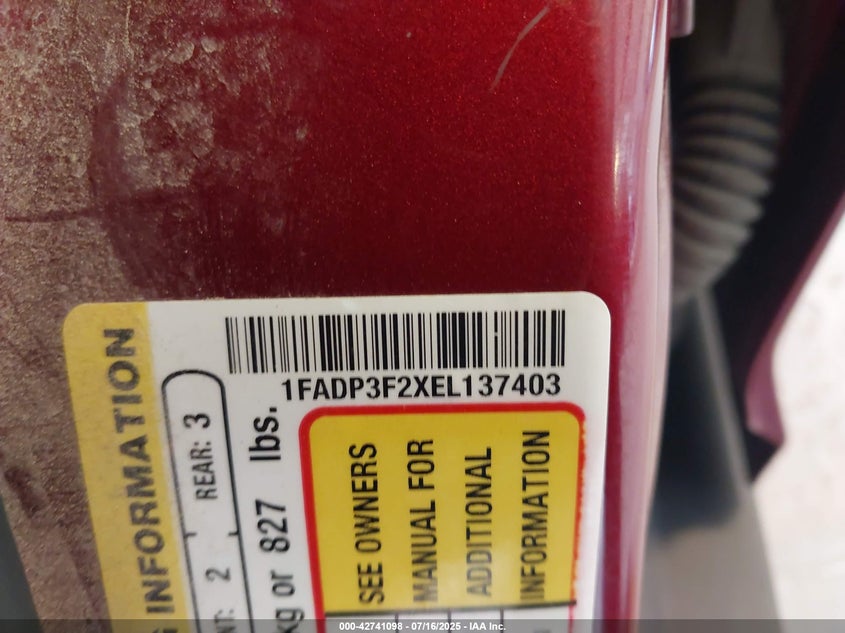 1FADP3F2XEL137403
INFORMATION
REAR: 3
2
kg or 827 lbs.
SEE OWNERS
MANUAL FOR
ADDITIONAL
INFORMATION
000-42741098 - 07/16/2025 - IAA Inc.